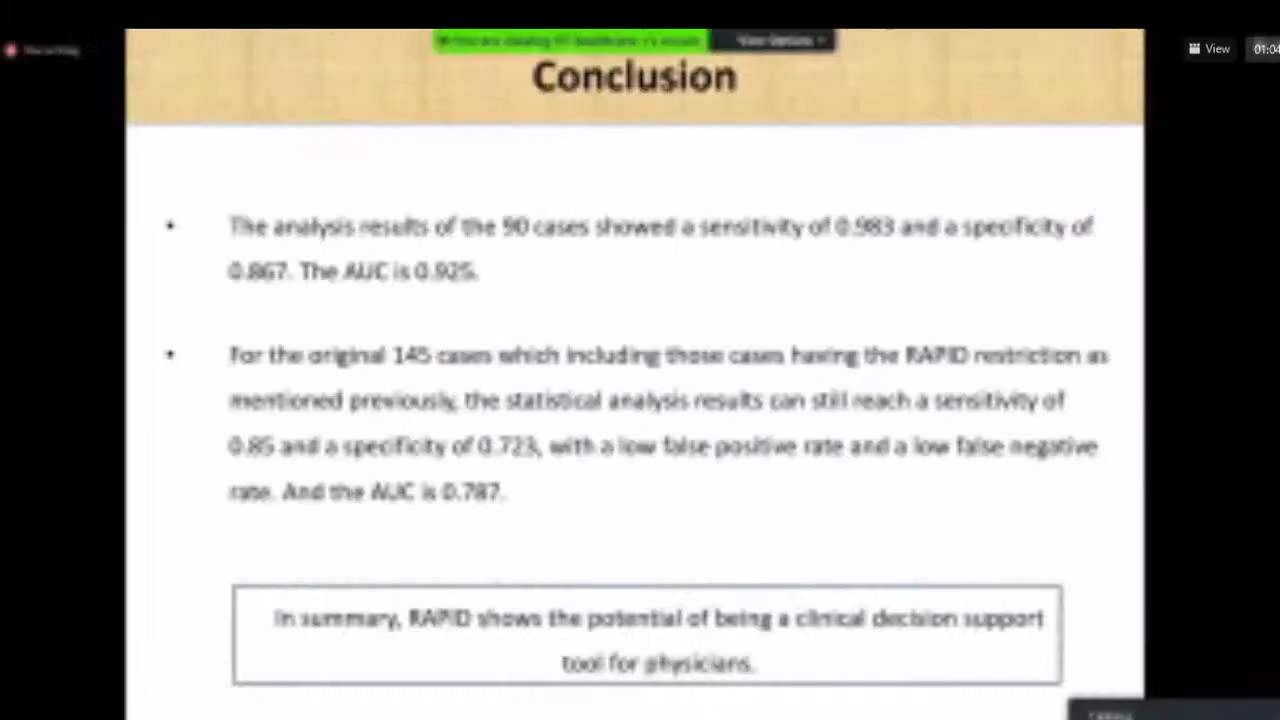 View Options
View
01:04
Conclusion
• The analysis results of the 90 cases showed a sensitivity of 0.983 and a specificity of
0.867. The AUC is 0.925.
• For the original 145 cases which including those cases having the RAPID restriction as
mentioned previously, the statistical analysis results can still reach a sensitivity of
0.85 and a specificity of 0.723, with a low false positive rate and a low false negative
rate. And the AUC is 0.787.
In summary, RAPID shows the potential of being a clinical decision support
tool for physicians.